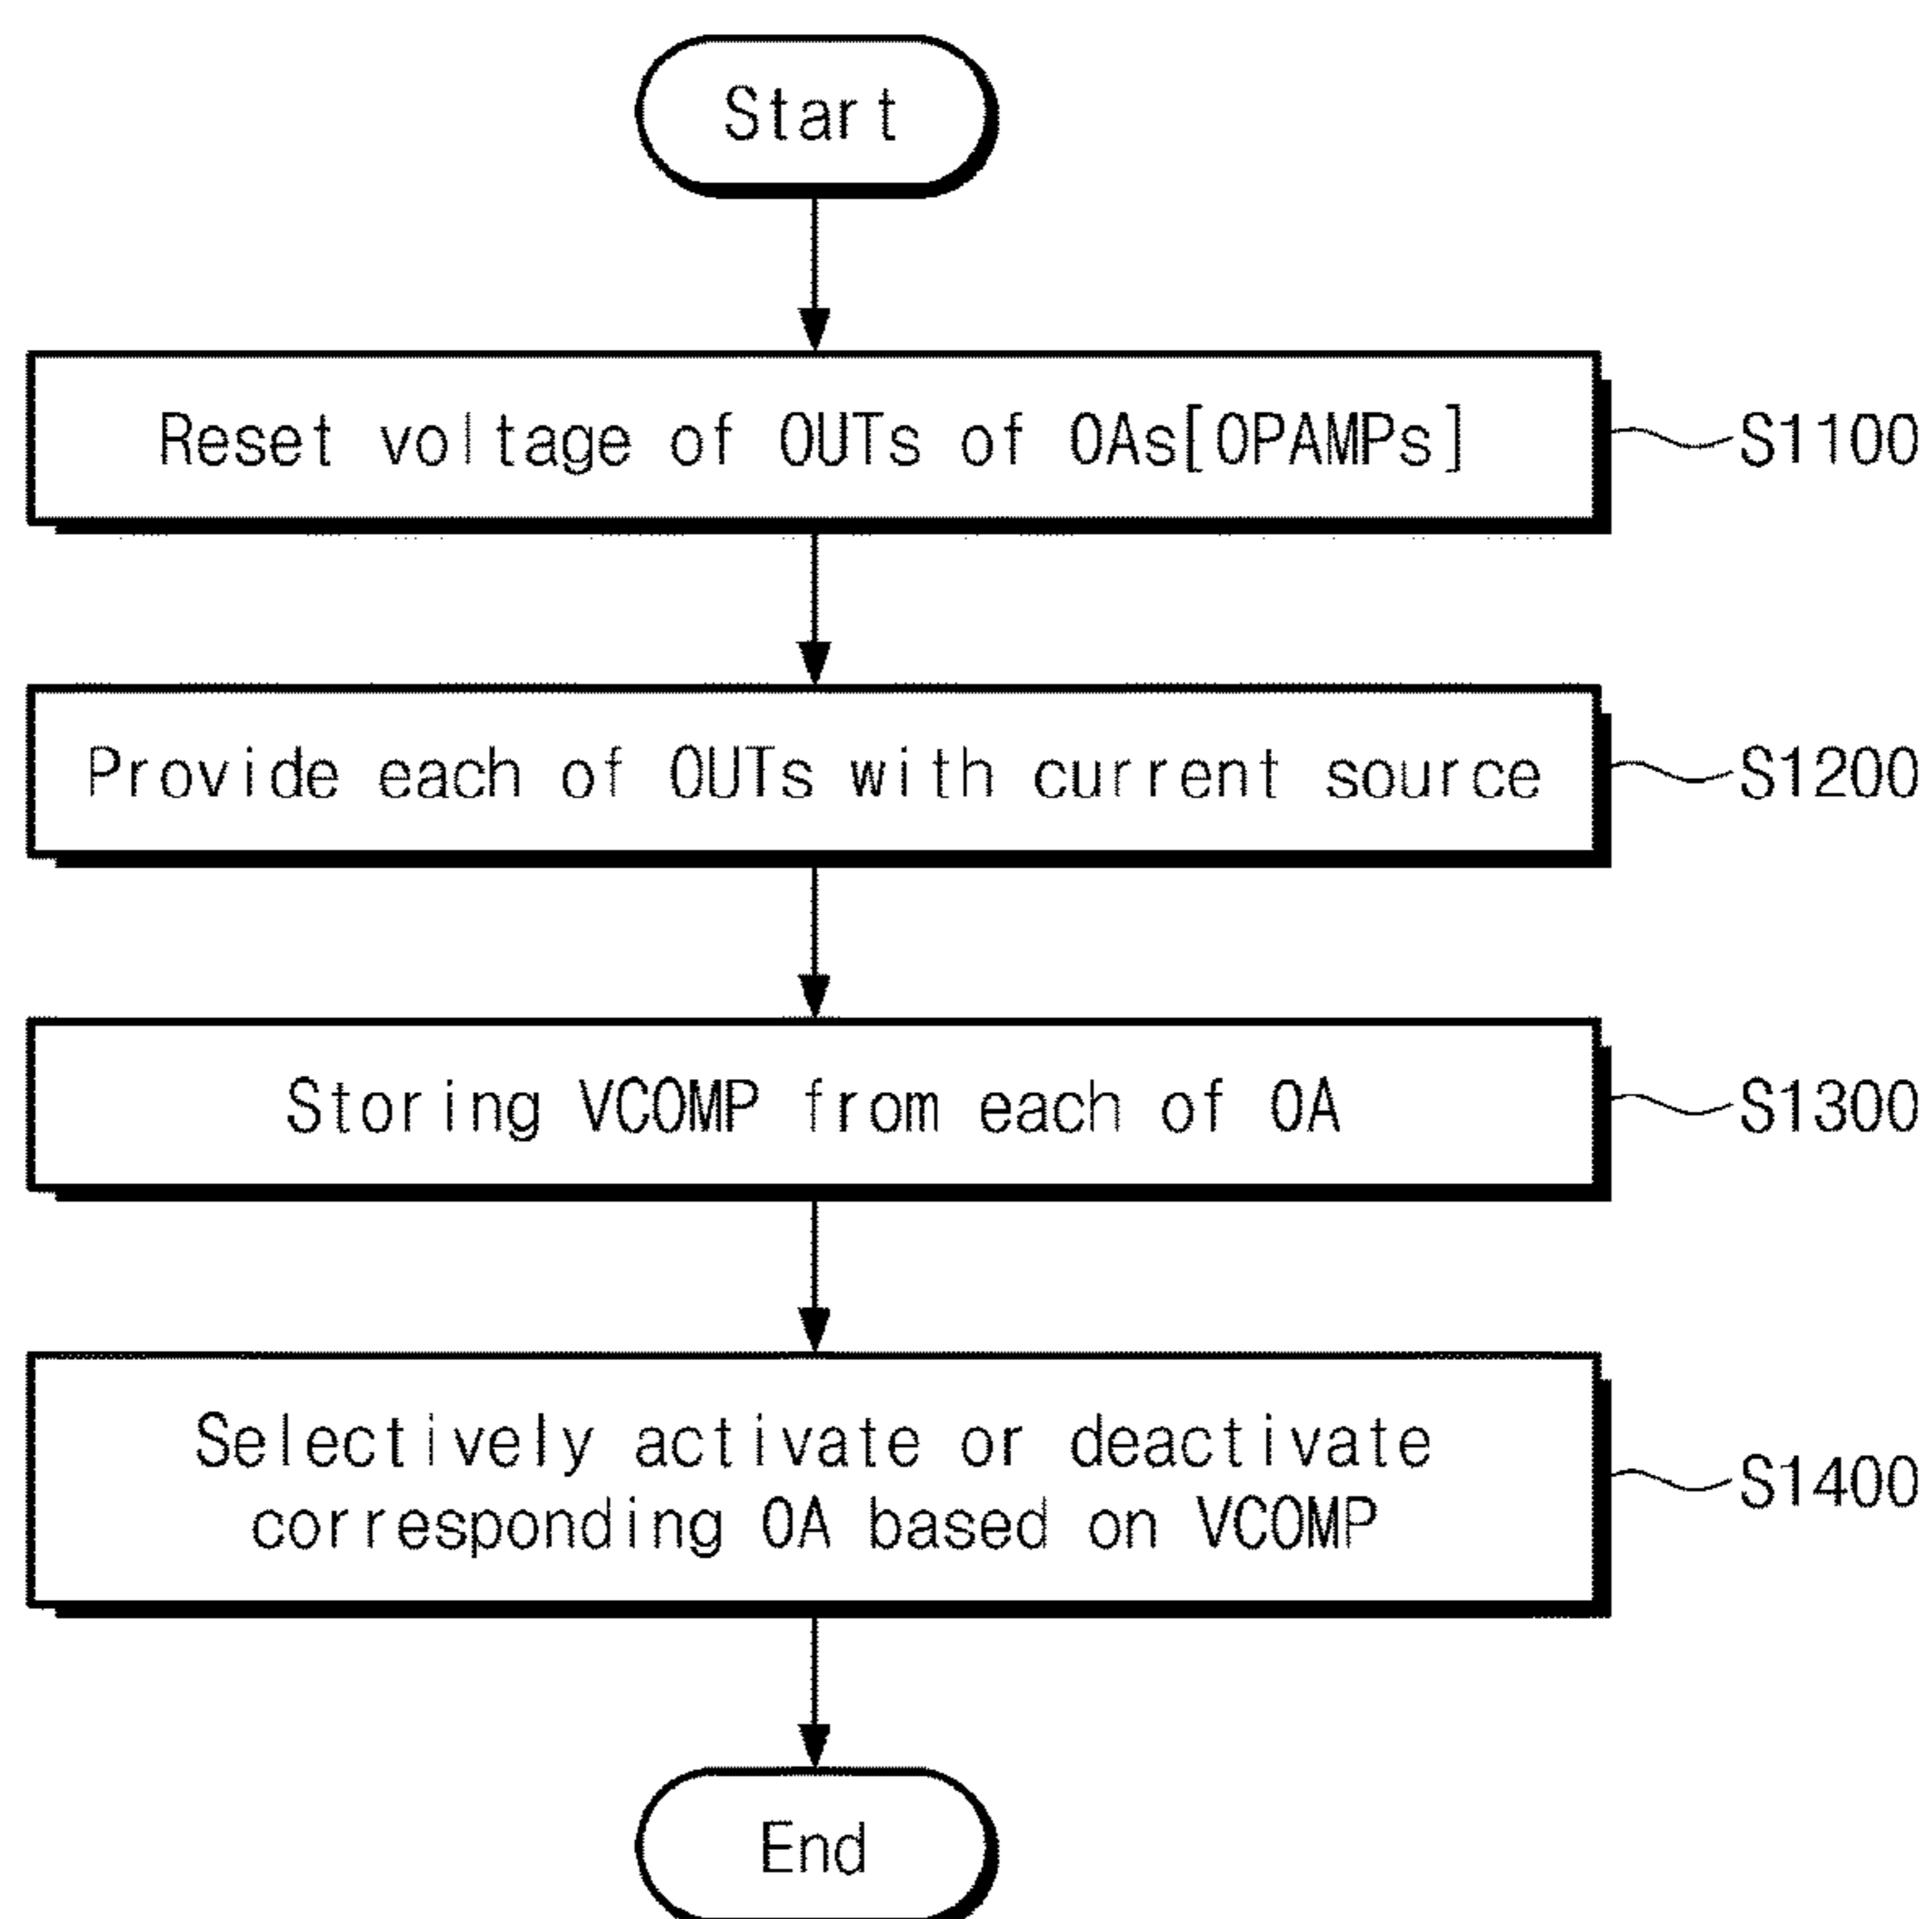 Start
Reset voltage of OUTs of OAs[OPAMPs]
S1100
Provide each of OUTs with current source
S1200
Storing VCOMP from each of OA
S1300
Selectively activate or deactivate
corresponding OA based on VCOMP
S1400
End